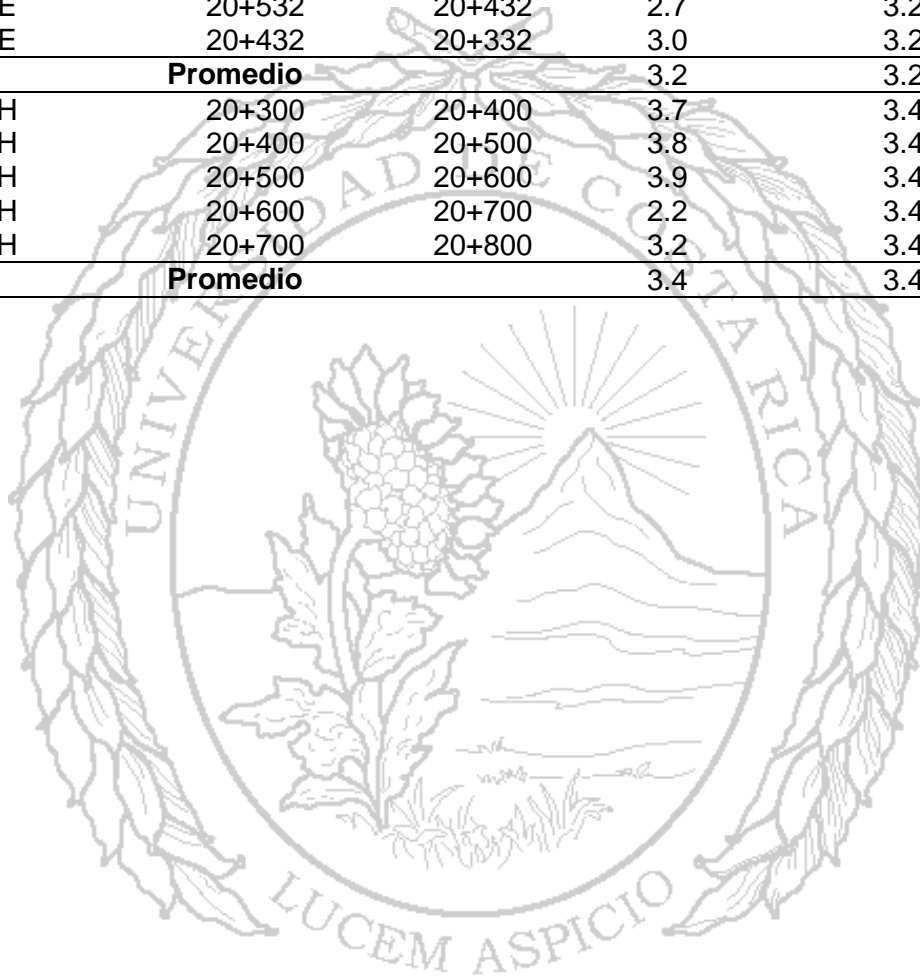 E 20+532 20+432 2.7 3.2
E 20+432 20+332 3.0 3.2
Promedio 3.2 3.2
H 20+300 20+400 3.7 3.4
H 20+400 20+500 3.8 3.4
H 20+500 20+600 3.9 3.4
H 20+600 20+700 2.2 3.4
H 20+700 20+800 3.2 3.4
Promedio 3.4 3.4
UNIVERSIDAD DE COSTA RICA
LUCEM ASPICIO